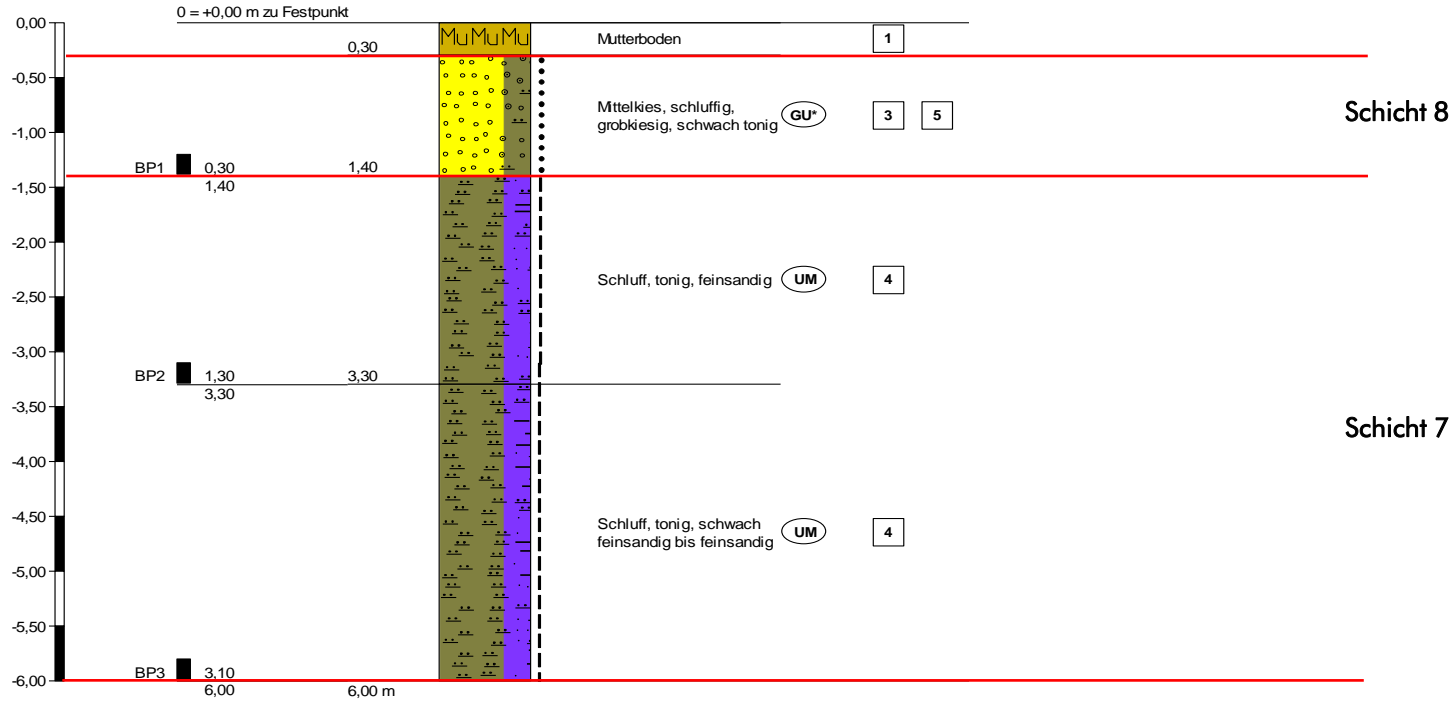 0 = +0,00 m zu Festpunkt
0,00
Mu Mu Mu
Mutterboden
1
0,30
-0,50
Mittelkies, schluffig,
grobkiesig, schwach tonig
GU*
3
5
Schicht 8
-1,00
BP1
0,30
1,40
1,40
-1,50
-2,00
Schluff, tonig, feinsandig
UM
4
-2,50
-3,00
BP2
1,30
3,30
3,30
-3,50
Schicht 7
-4,00
-4,50
Schluff, tonig, schwach
feinsandig bis feinsandig
UM
4
-5,00
-5,50
BP3
3,10
-6,00
6,00
6,00 m